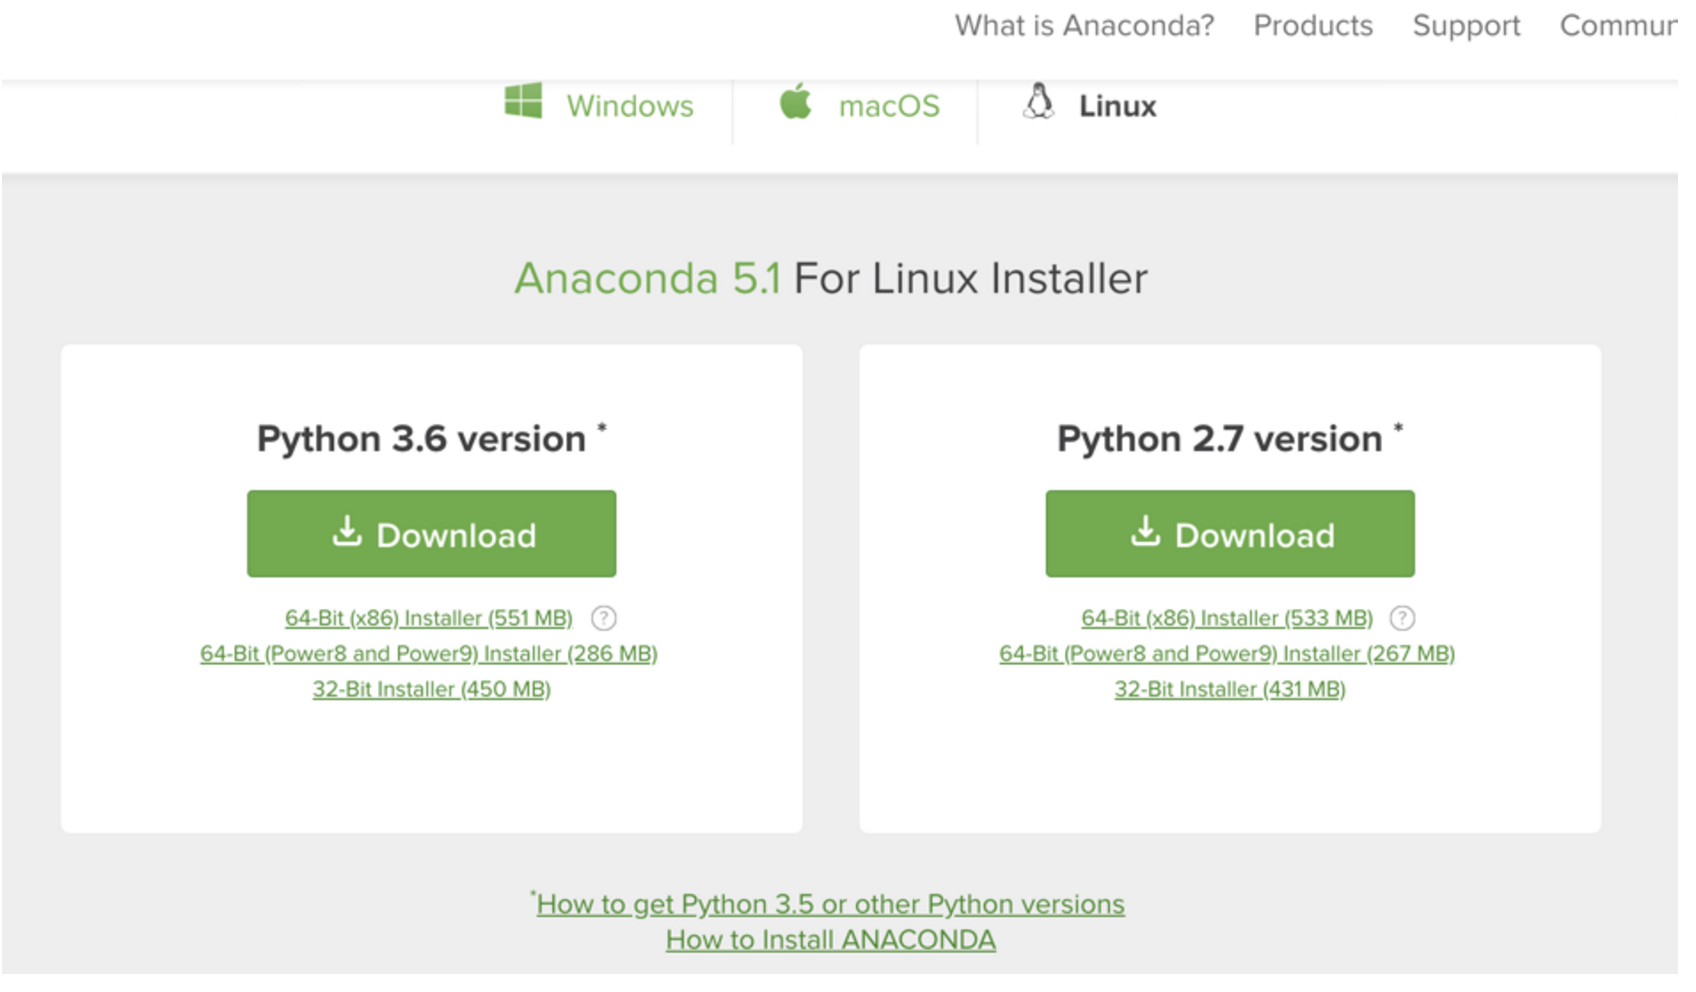 What is Anaconda? Products Support Commun
Windows macOS Linux
Anaconda 5.1 For Linux Installer
Python 3.6 version *
Download
64-Bit (x86) Installer (551 MB) ?
64-Bit (Power8 and Power9) Installer (286 MB)
32-Bit Installer (450 MB)
Python 2.7 version *
Download
64-Bit (x86) Installer (533 MB) ?
64-Bit (Power8 and Power9) Installer (267 MB)
32-Bit Installer (431 MB)
*How to get Python 3.5 or other Python versions
How to Install ANACONDA